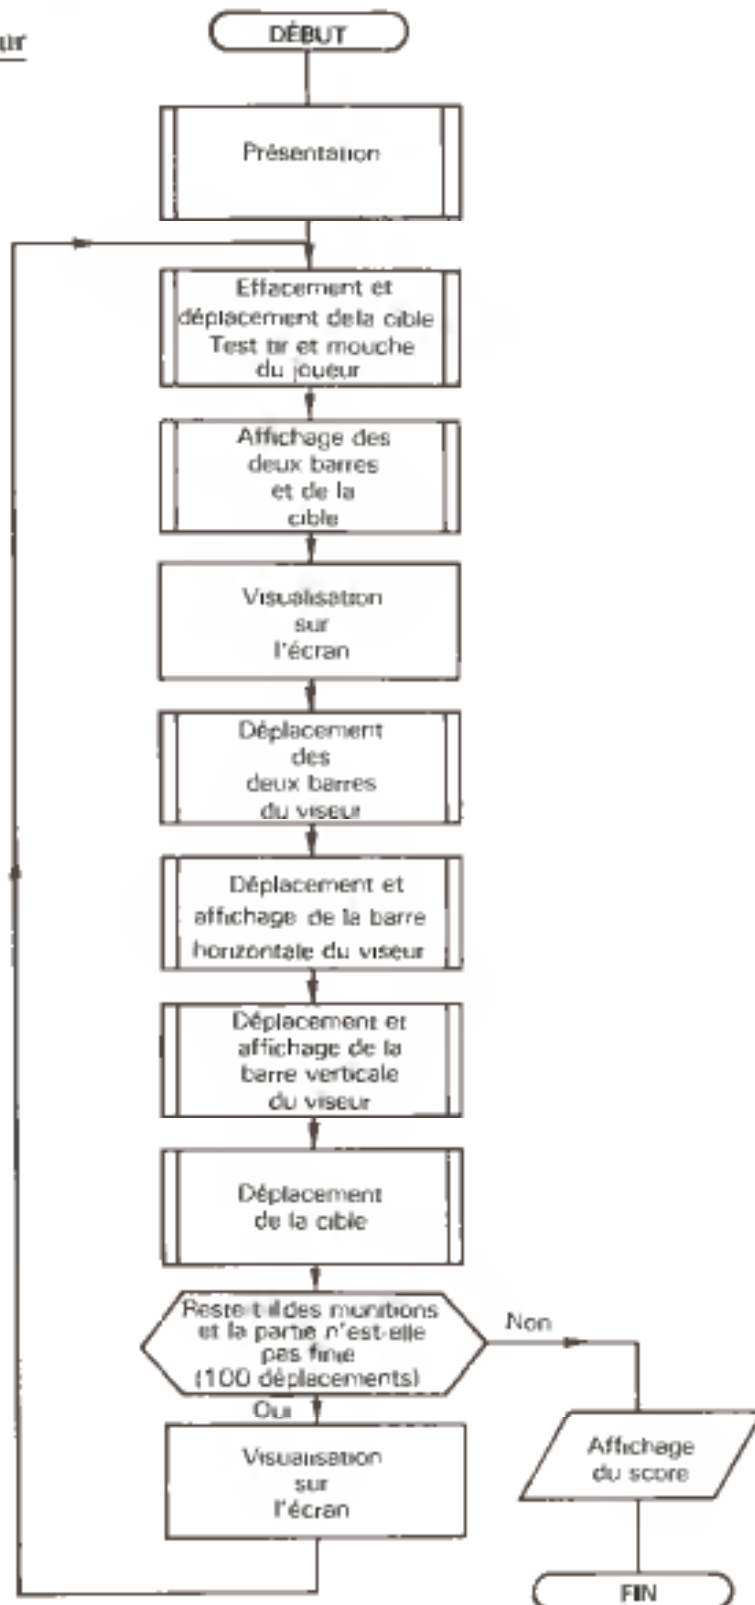 ur
DÉBUT
Présentation
Effacement et
déplacement dela cible
Test tir et mouche
du joueur
Affichage des
deux barres
et de la
cible
Visualisation
sur
l'écran
Déplacement
des
deux barres
du viseur
Déplacement et
affichage de la barre
horizontale du viseur
Déplacement et
affichage de la
barre verticale
du viseur
Déplacement
de la cible
Reste-t-il des munitions
et la partie n'est-elle
pas finie
(100 déplacements)
Non
Oui
Visualisation
sur
l'écran
Affichage
du score
FIN